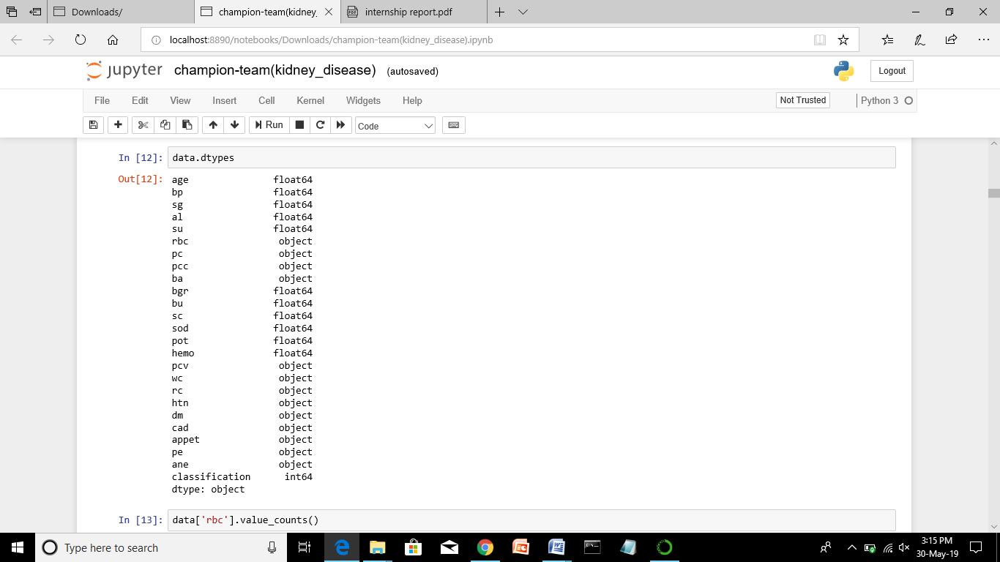 Downloads/ champion-team(kidney_ internship report.pdf
localhost:8890/notebooks/Downloads/champion-team(kidney_disease).ipynb
jupyter champion-team(kidney_disease) (autosaved) Logout
File Edit View Insert Cell Kernel Widgets Help Not Trusted Python 3
Run Code
In [12]: data.dtypes
Out[12]: age float64
bp float64
sg float64
al float64
su float64
rbc object
pc object
pcc object
ba object
bgr float64
bu float64
sc float64
sod float64
pot float64
hemo float64
pcv object
wc object
rc object
htn object
dm object
cad object
appet object
pe object
ane object
classification int64
dtype: object
In [13]: data['rbc'].value_counts()
Type here to search 3:15 PM
30-May-19